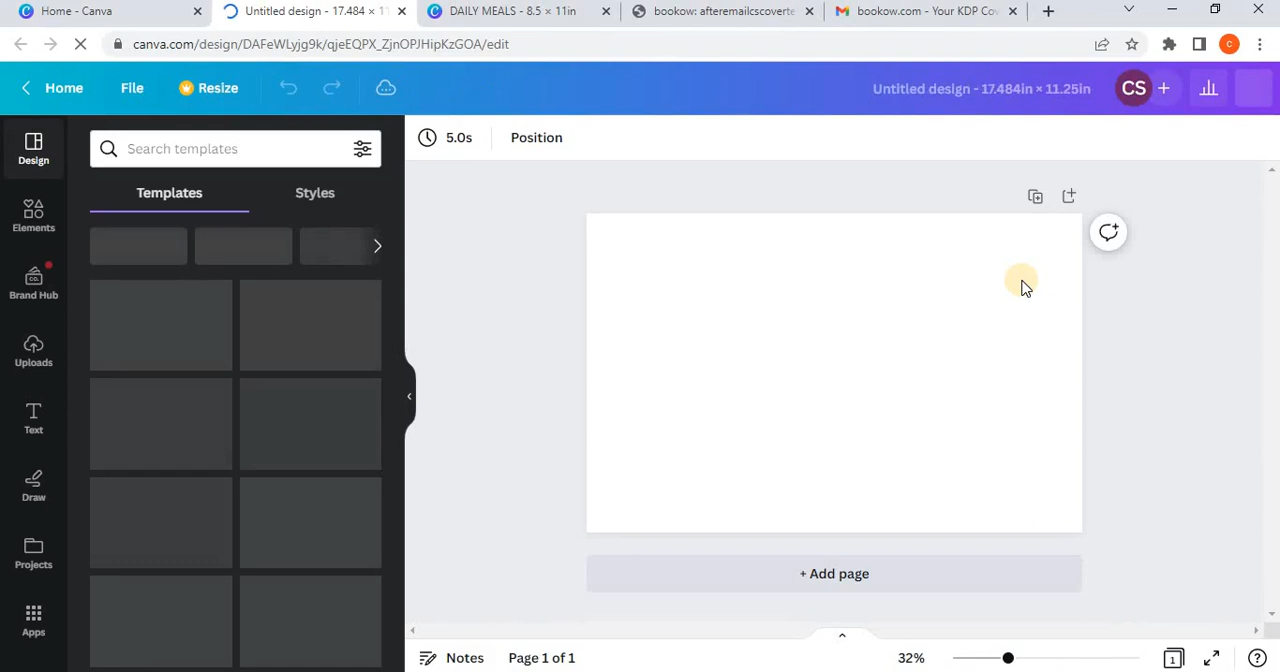 Home - Canva
Untitled design - 17.484 × 1
DAILY MEALS - 8.5 × 11in
bookow: afteremailcscoverte
bookow.com - Your KDP Cov
c
canva.com/design/DAFeWLyjg9k/qjeEQPX_ZjnOPJHipKzGOA/edit
Home
File
Resize
Untitled design - 17.484in × 11.25in
CS
Design
Search templates
5.0s
Position
Templates
Styles
Elements
CO.
Brand Hub
Uploads
Text
Draw
Projects
Apps
+ Add page
Notes
Page 1 of 1
32%
1